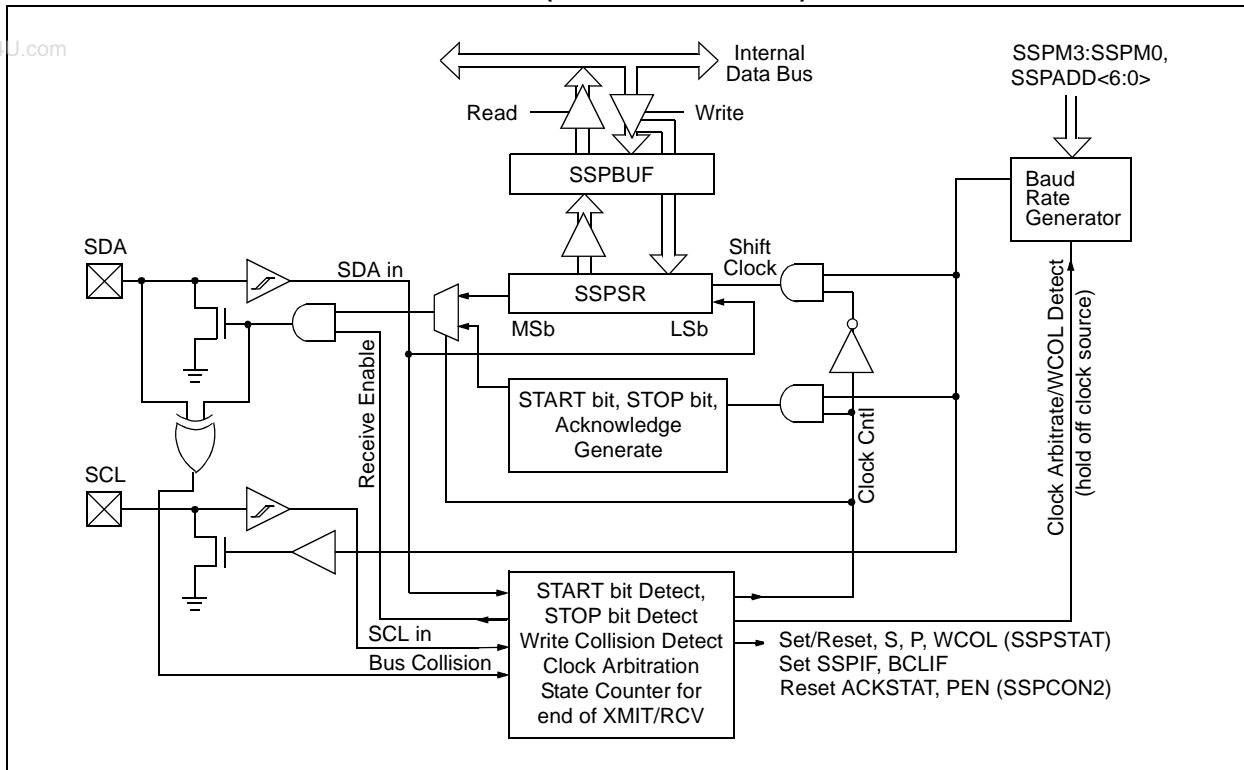 4U.com
Internal
Data Bus
SSPM3:SSPM0,
SSPADD<6:0>
Read
Write
SSPBUF
Baud
Rate
Generator
SDA
SDA in
Shift
Clock
SSPSR
MSb
LSb
START bit, STOP bit,
Acknowledge
Generate
Receive Enable
Clock Cntl
Clock Arbitrate/WCOL Detect
(hold off clock source)
SCL
SCL in
Bus Collision
START bit Detect,
STOP bit Detect
Write Collision Detect
Clock Arbitration
State Counter for
end of XMIT/RCV
Set/Reset, S, P, WCOL (SSPSTAT)
Set SSPIF, BCLIF
Reset ACKSTAT, PEN (SSPCON2)